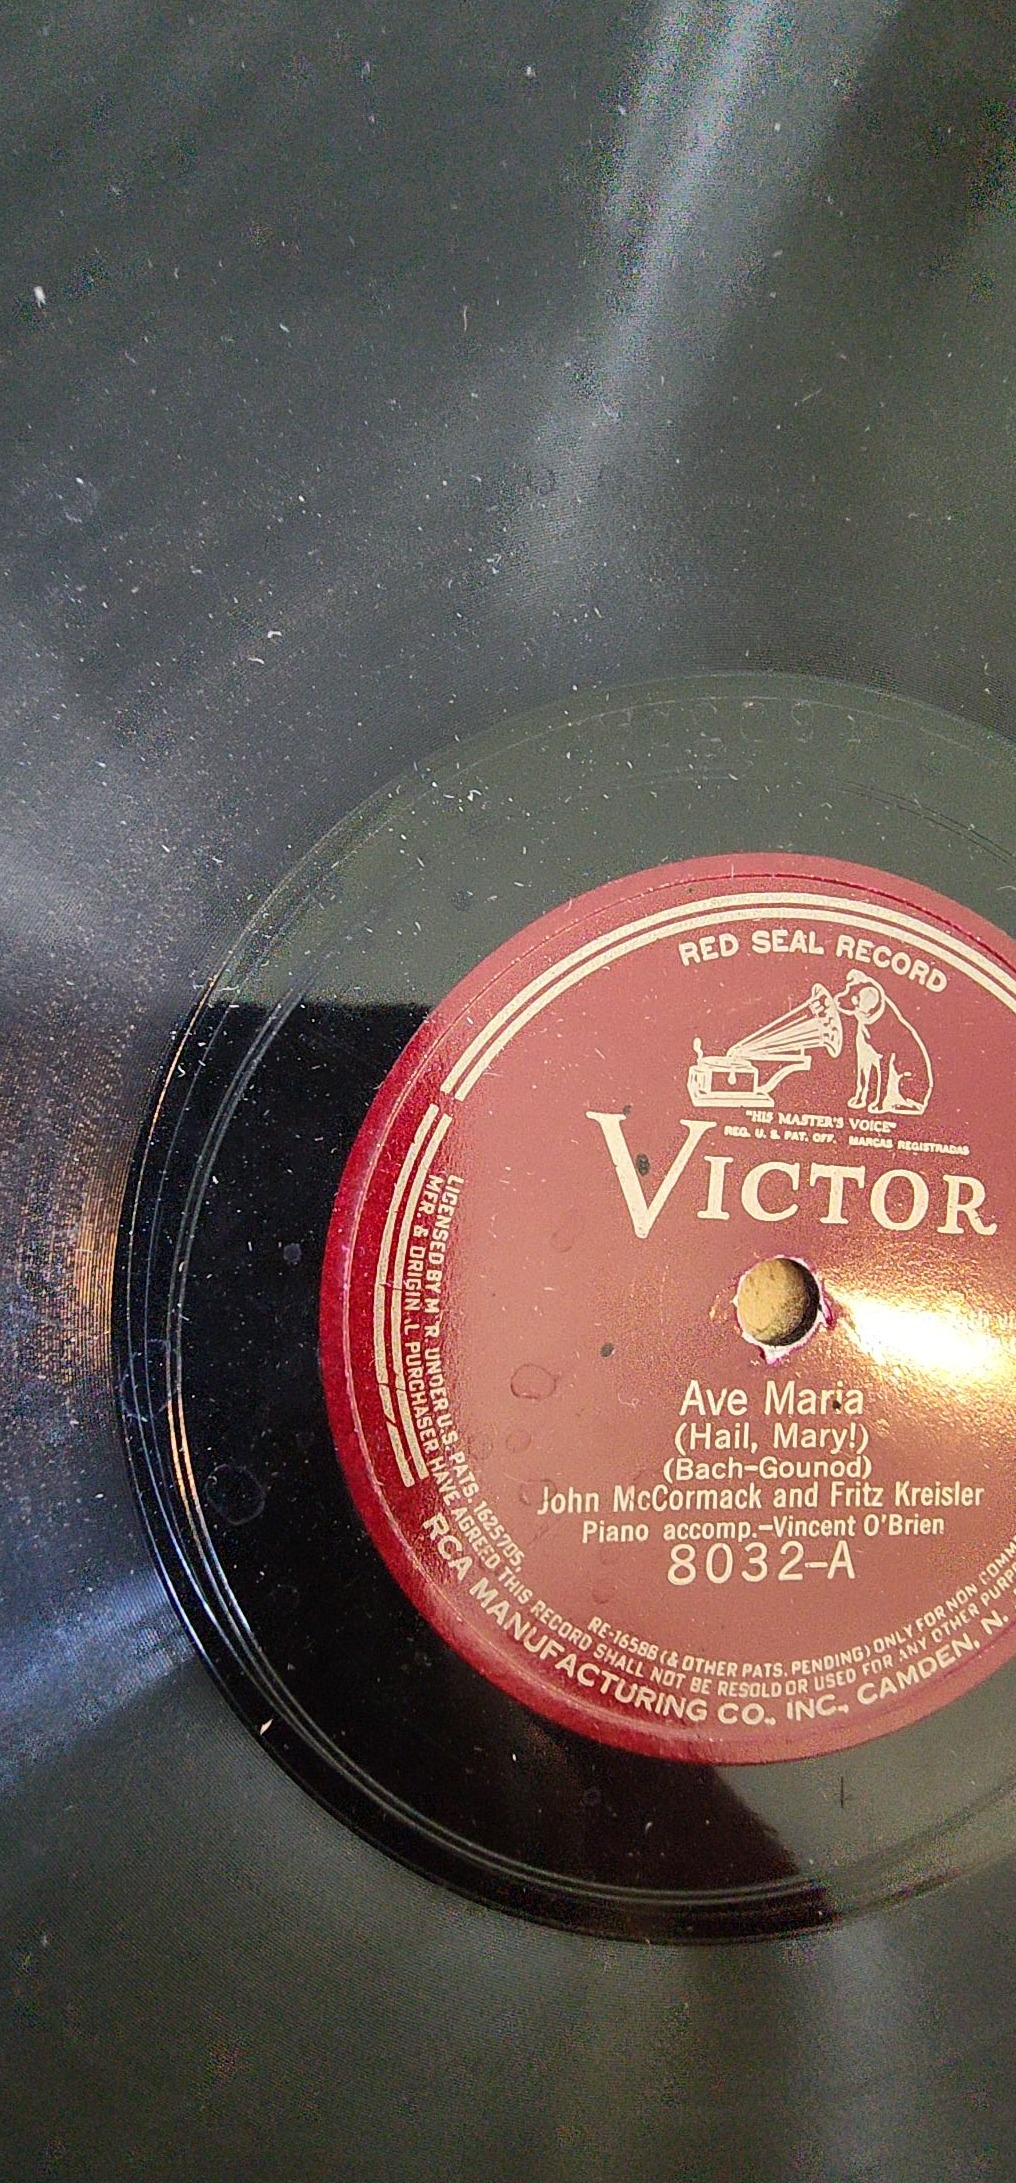 RED SEAL RECORD
"HIS MASTER'S VOICE"
REG. U. S. PAT. OFF. MARCAS REGISTRADAS
VICTOR
Ave Maria
(Hail, Mary!)
(Bach-Gounod)
John McCormack and Fritz Kreisler
Piano accomp.-Vincent O'Brien
8032-A
LICENSED BY M'F'R. UNDER U.S. PATS. 1625705,
RE-16588 (& OTHER PATS. PENDING) ONLY FOR NON COMM
MFR. & ORIGIN L PURCHASER HAVE AGREED THIS RECORD SHALL NOT BE RESOLD OR USED FOR ANY OTHER PURP
RCA MANUFACTURING CO., INC., CAMDEN, N.